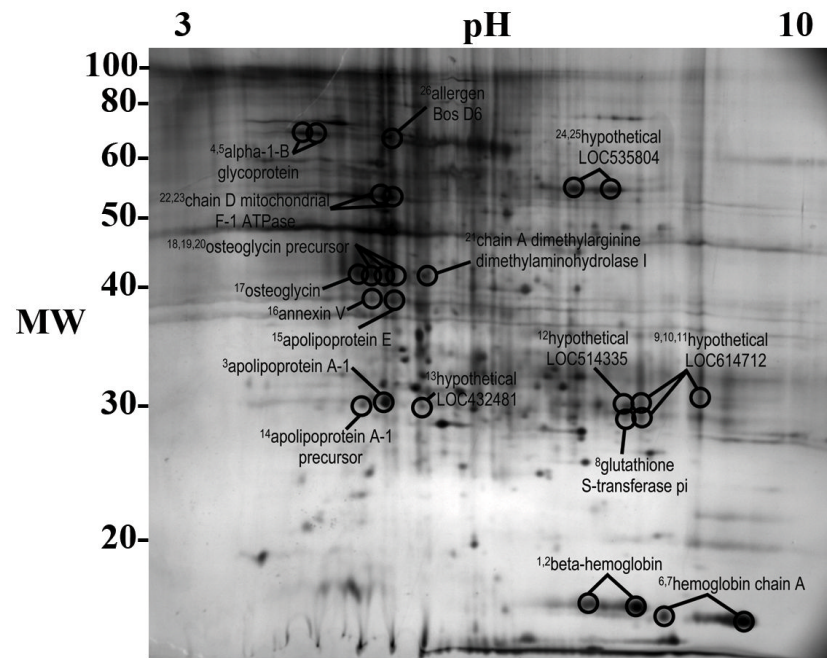 3 pH 10
100
80
60
50
40
MW
30
20
26allergen
Bos D6
4,5alpha-1-B
glycoprotein
24,25hypothetical
LOC535804
22,23chain D mitochondrial
F-1 ATPase
18,19,20osteoglycin precursor
21chain A dimethylarginine
dimethylaminohydrolase I
17osteoglycin
16annexin V
15apolipoprotein E
12hypothetical
LOC514335
9,10,11hypothetical
LOC614712
3apolipoprotein A-1
13hypothetical
LOC432481
14apolipoprotein A-1
precursor
8glutathione
S-transferase pi
1,2beta-hemoglobin
6,7hemoglobin chain A